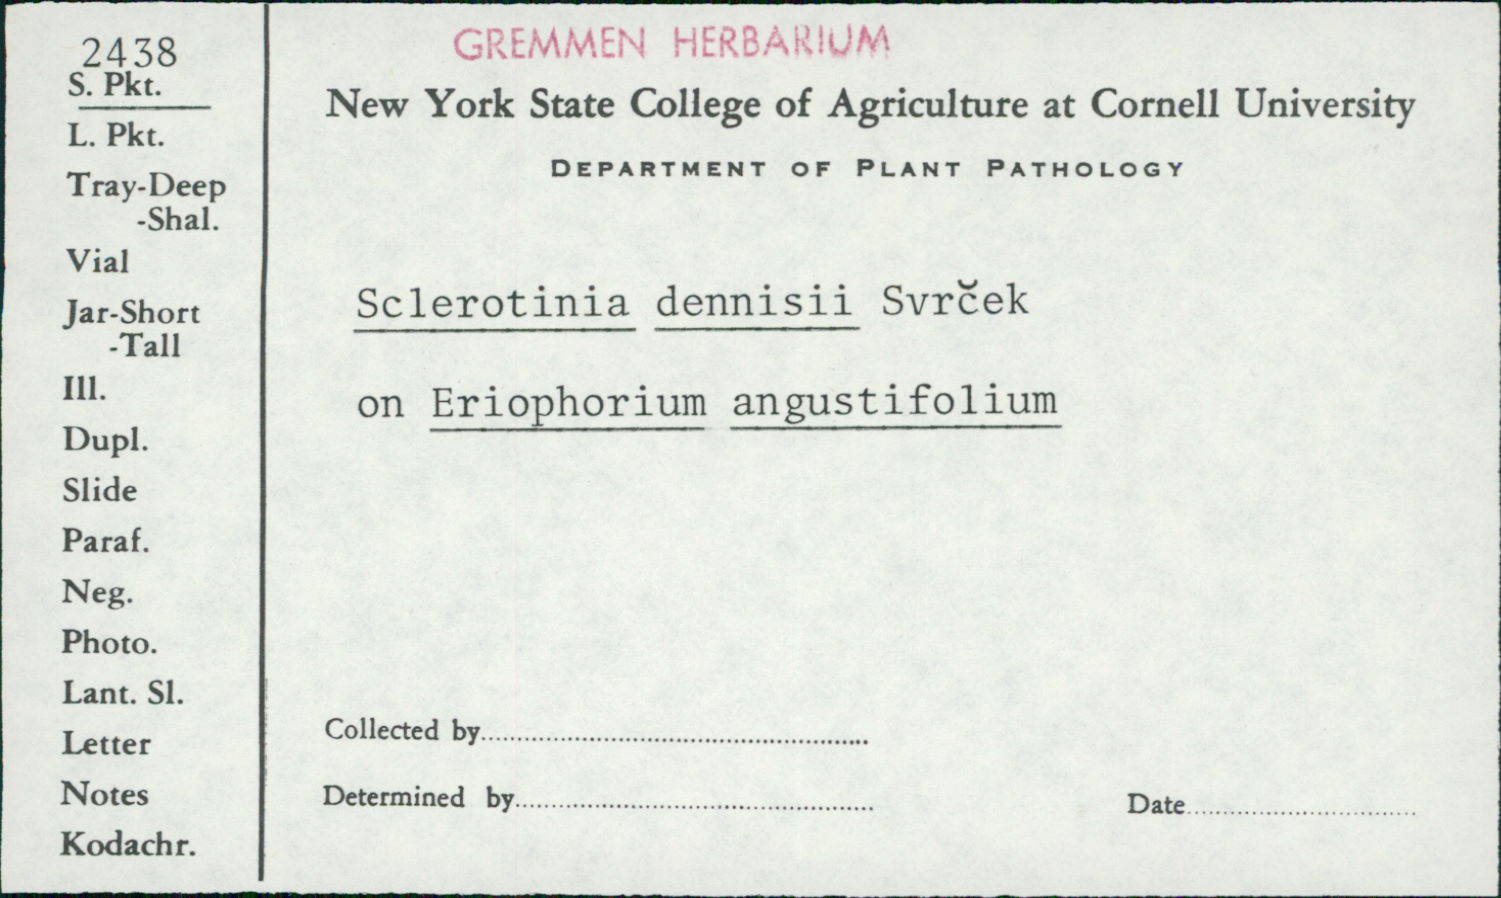 2438
S. Pkt.
L. Pkt.
Tray-Deep
-Shal.
Vial
Jar-Short
-Tall
Ill.
Dupl.
Slide
Paraf.
Neg.
Photo.
Lant. Sl.
Letter
Notes
Kodachr.
GREMMEN HERBARIUM
New York State College of Agriculture at Cornell University
DEPARTMENT OF PLANT PATHOLOGY
Sclerotinia dennisii Svrček
on Eriophorium angustifolium
Collected by
Determined by
Date